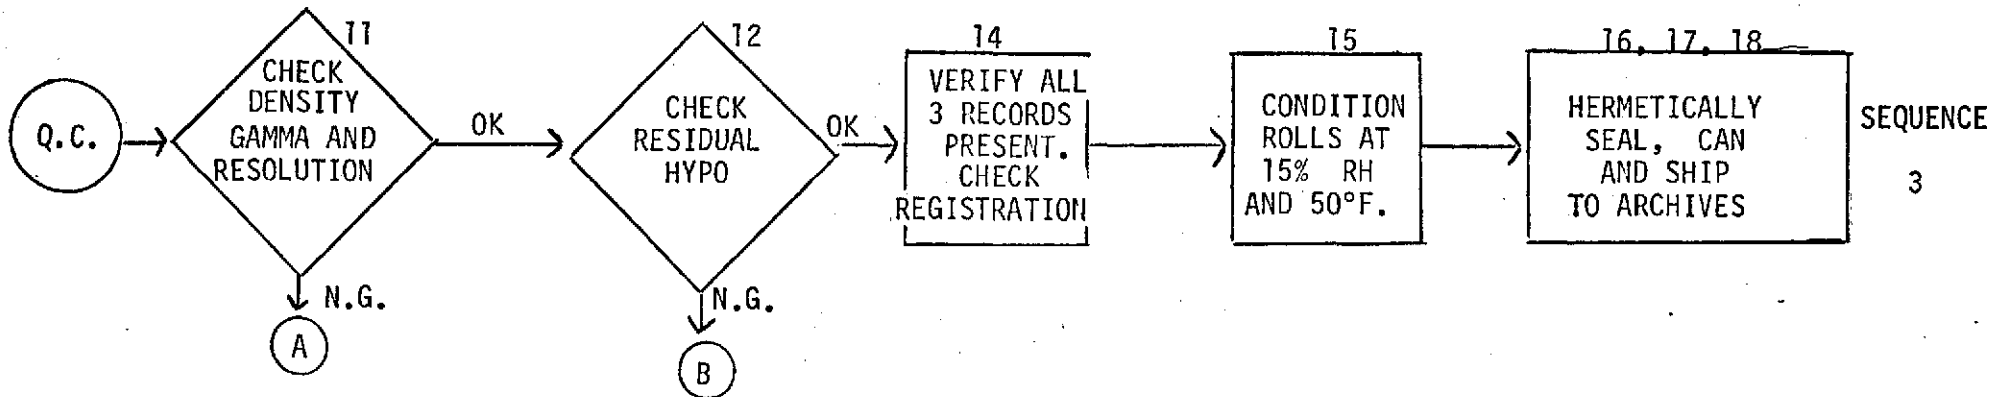 11
12
14
15
16, 17, 18
Q.C.
CHECK
DENSITY
GAMMA AND
RESOLUTION
OK
N.G.
A
CHECK
RESIDUAL
HYPO
OK
N.G.
B
VERIFY ALL
3 RECORDS
PRESENT.
CHECK
REGISTRATION
CONDITION
ROLLS AT
15% RH
AND 50°F.
HERMETICALLY
SEAL, CAN
AND SHIP
TO ARCHIVES
SEQUENCE
3